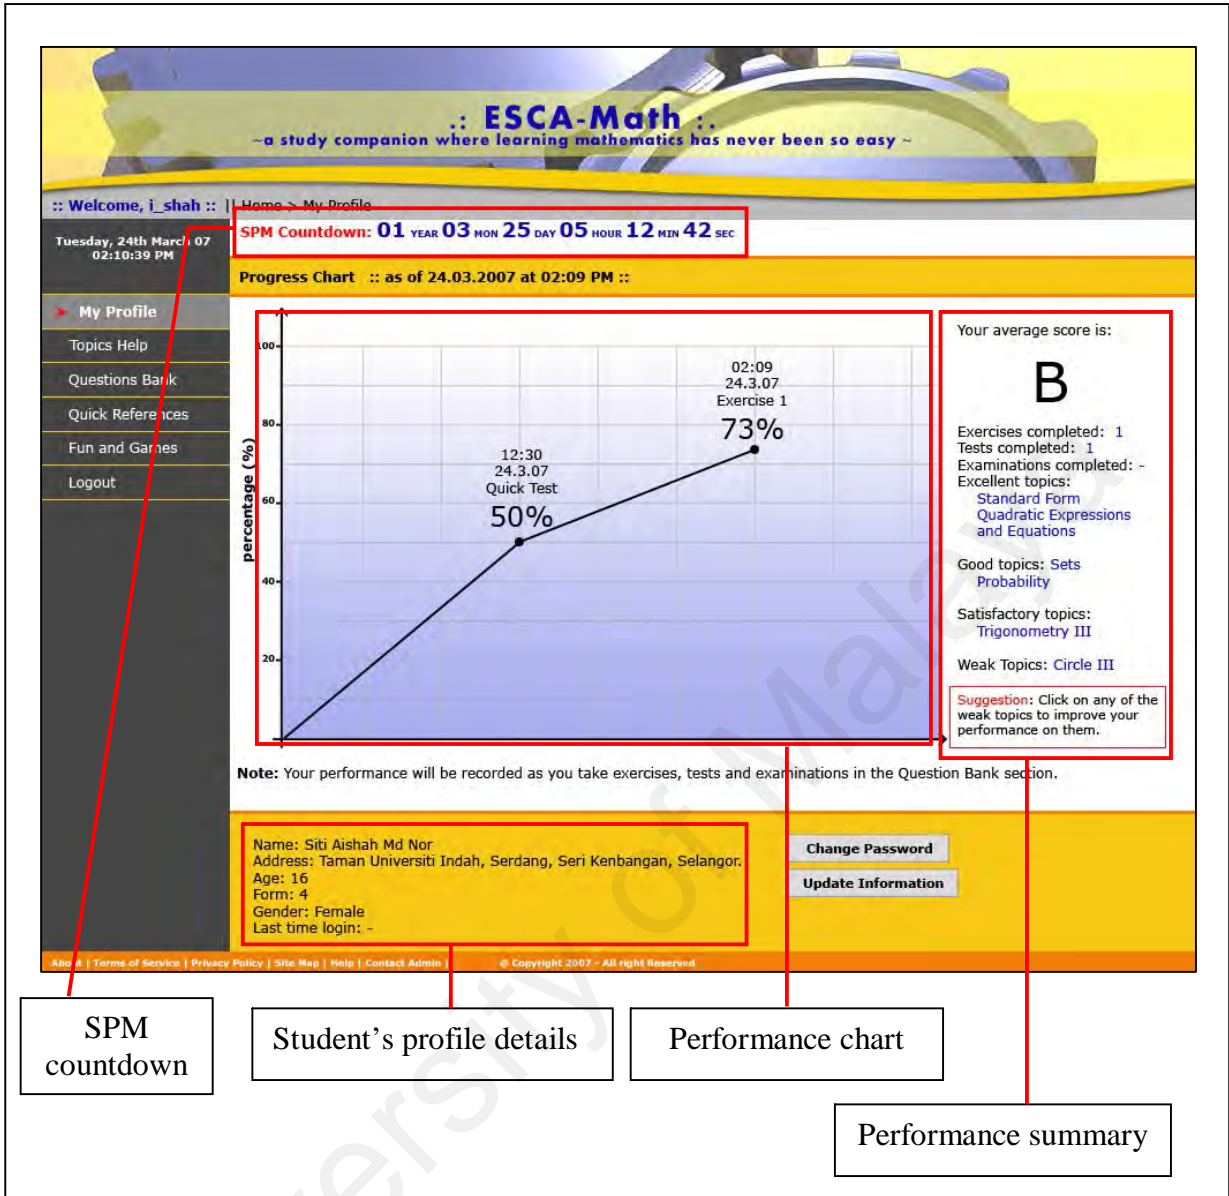 .: ESCA-Math :.
~a study companion where learning mathematics has never been so easy ~
:: Welcome, i_shah :: || Home > My Profile
Tuesday, 24th March 07
02:10:39 PM
SPM Countdown: 01 YEAR 03 MON 25 DAY 05 HOUR 12 MIN 42 SEC
Progress Chart :: as of 24.03.2007 at 02:09 PM ::
My Profile
Topics Help
Questions Bank
Quick References
Fun and Games
Logout
percentage (%)
100
80
60
40
20
12:30
24.3.07
Quick Test
50%
02:09
24.3.07
Exercise 1
73%
Your average score is:
B
Exercises completed: 1
Tests completed: 1
Examinations completed: -
Excellent topics:
Standard Form
Quadratic Expressions
and Equations
Good topics: Sets
Probability
Satisfactory topics:
Trigonometry III
Weak Topics: Circle III
Suggestion: Click on any of the
weak topics to improve your
performance on them.
Note: Your performance will be recorded as you take exercises, tests and examinations in the Question Bank section.
Name: Siti Aishah Md Nor
Address: Taman Universiti Indah, Serdang, Seri Kenbangan, Selangor.
Age: 16
Form: 4
Gender: Female
Last time login: -
Change Password
Update Information
About | Terms of Service | Privacy Policy | Site Map | Help | Contact Admin | © Copyright 2007 - All right Reserved
SPM
countdown
Student's profile details
Performance chart
Performance summary
ersity of Malaya